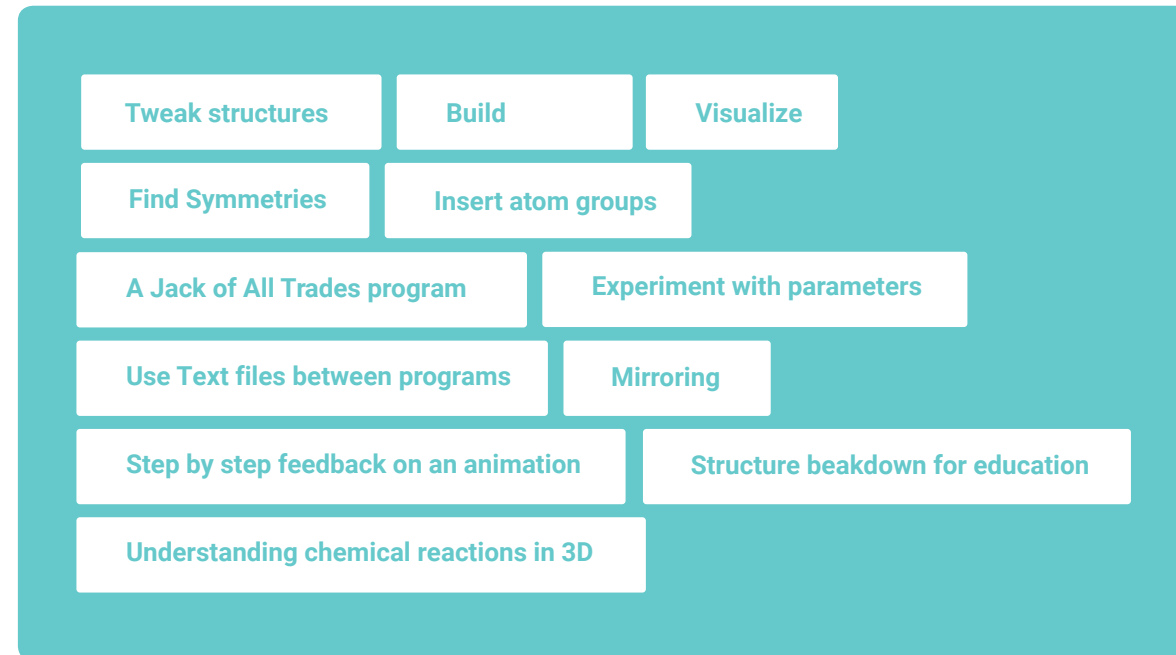 Tweak structures
Build
Visualize
Find Symmetries
Insert atom groups
A Jack of All Trades program
Experiment with parameters
Use Text files between programs
Mirroring
Step by step feedback on an animation
Structure beakdown for education
Understanding chemical reactions in 3D